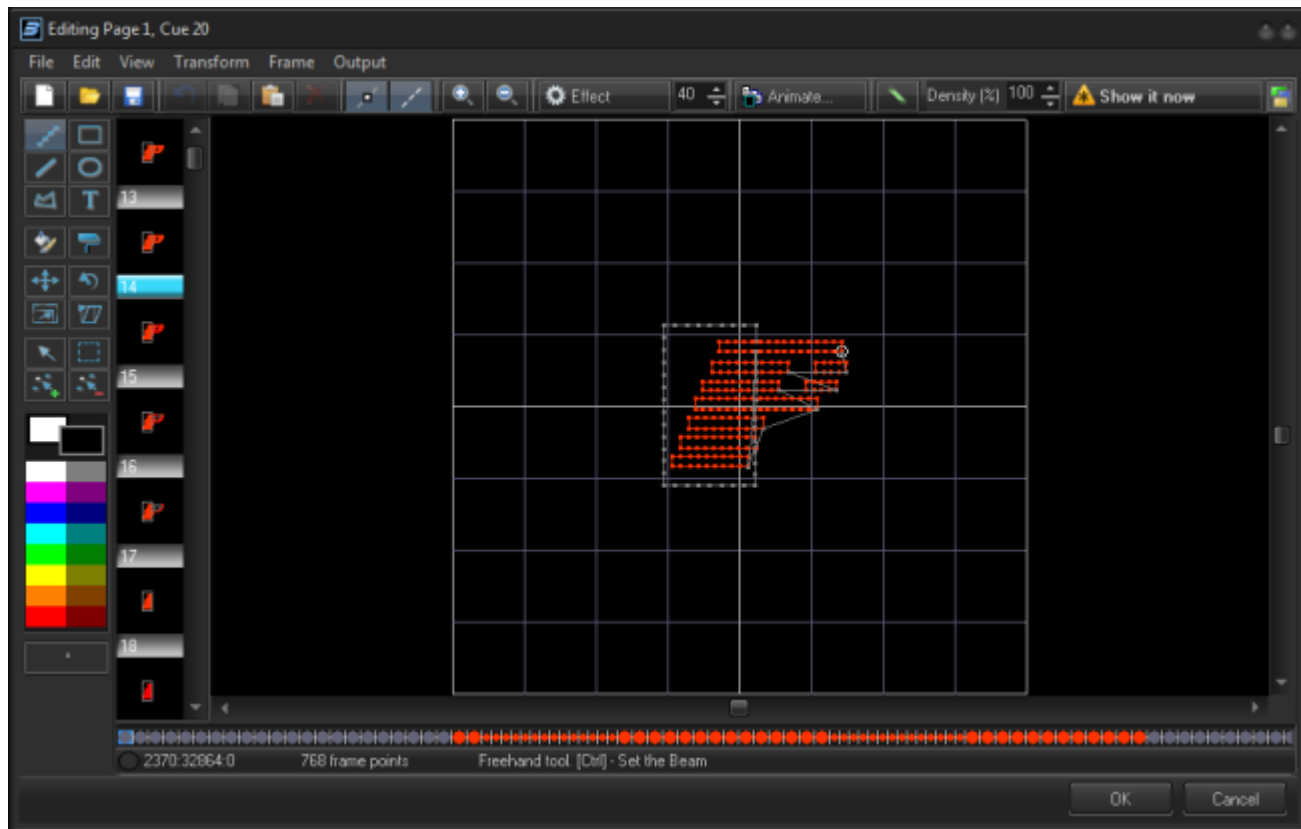 Editing Page 1, Cue 20
File Edit View Transform Frame Output
Effect 40 Animate... Density (%) 100 Show it now
T
13
14
15
16
17
18
2370:32864:0 768 frame points Freehand tool. [Ctrl] - Set the Beam
OK Cancel